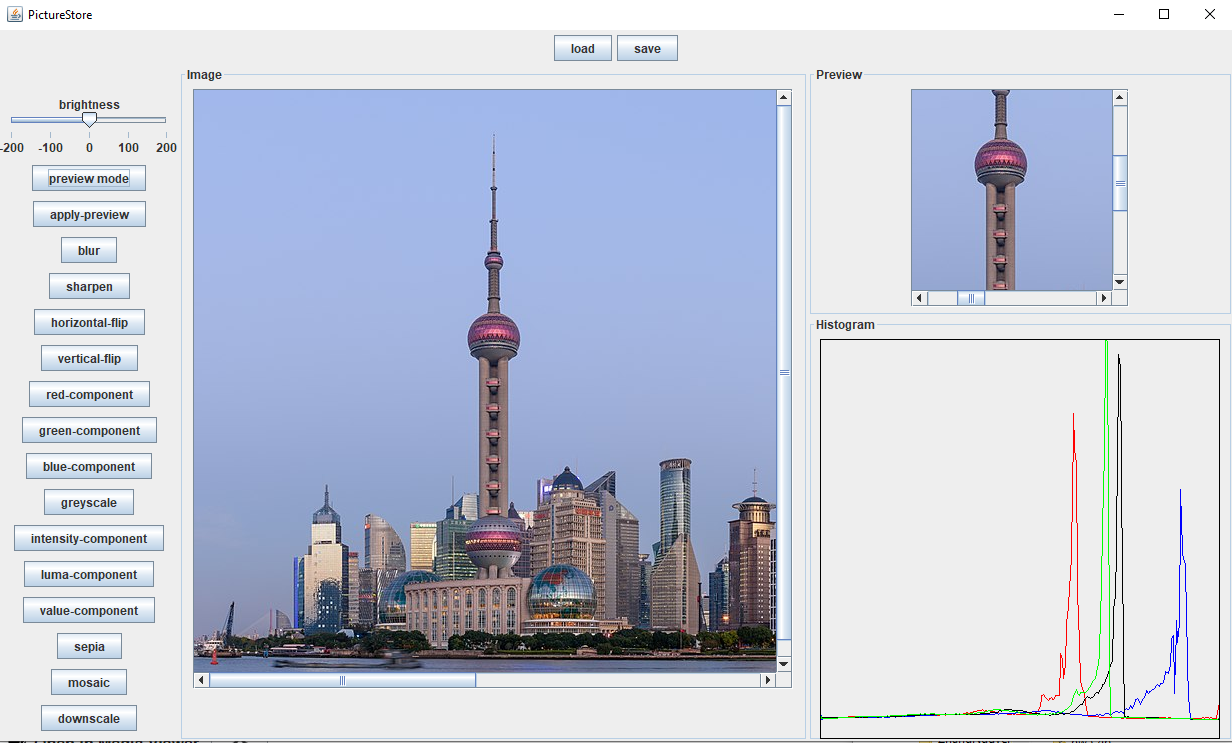 PictureStore
load save
Image
Preview
brightness
-200 -100 0 100 200
preview mode
apply-preview
blur
sharpen
horizontal-flip
vertical-flip
Histogram
red-component
green-component
blue-component
greyscale
intensity-component
luma-component
value-component
sepia
mosaic
downscale